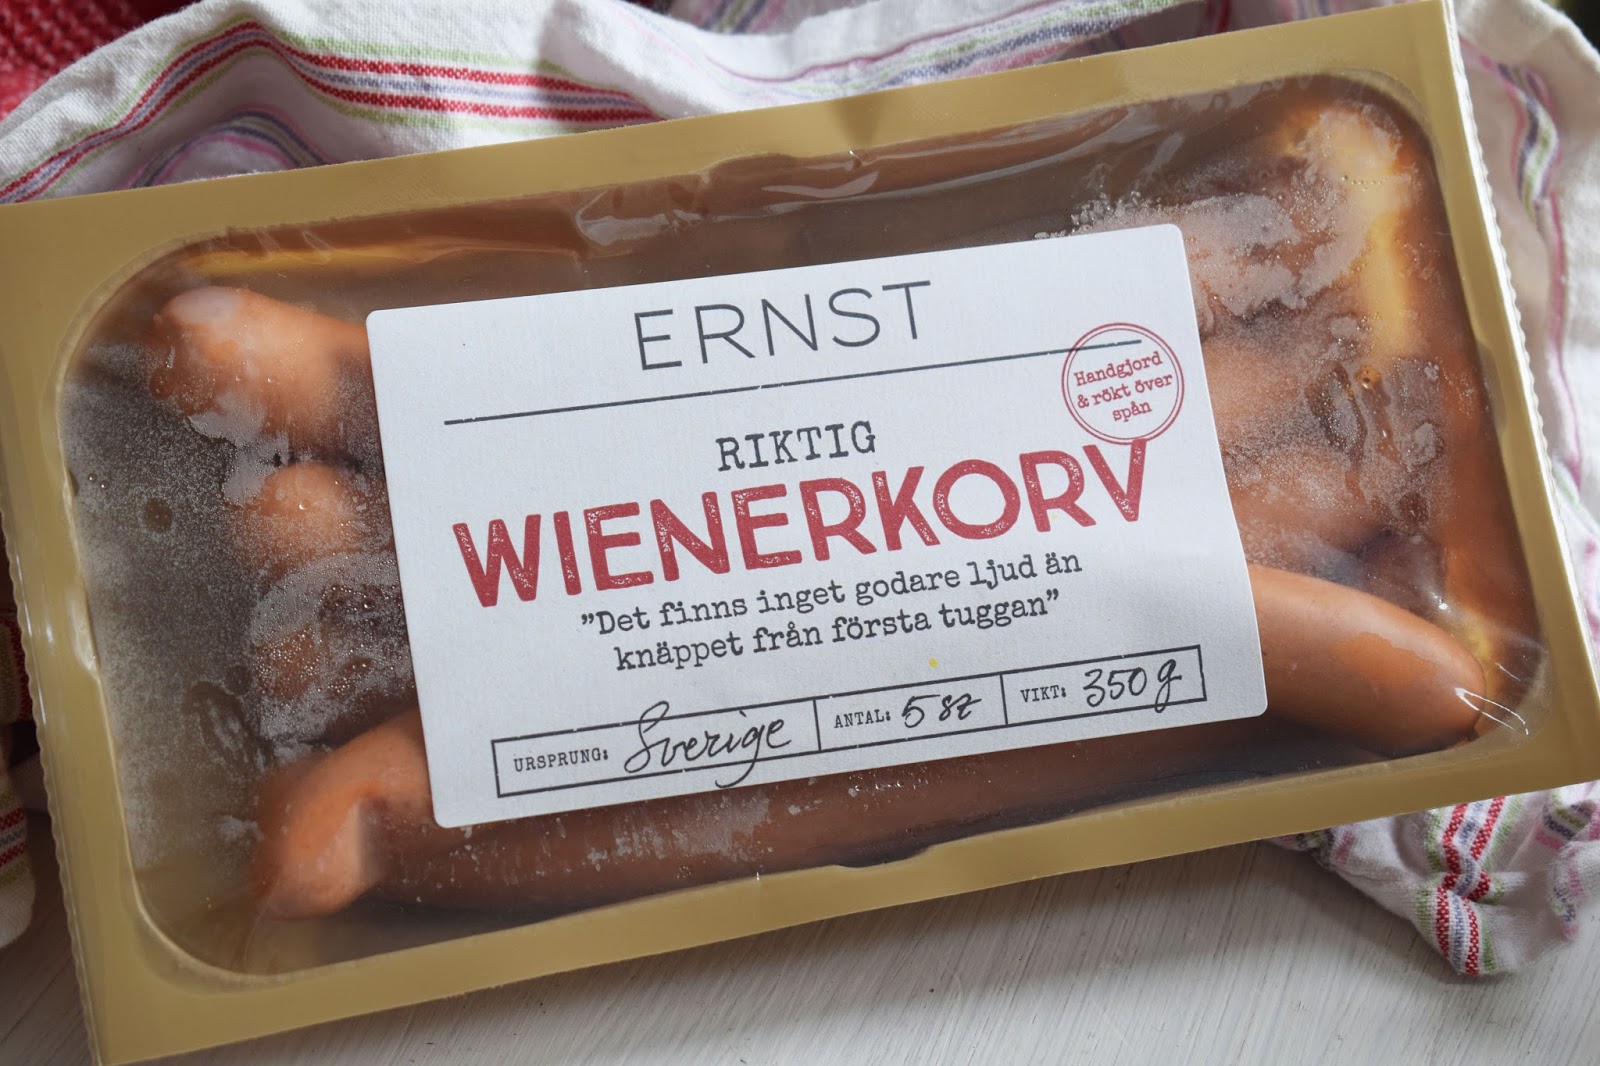 ERNST
Handgjord
& rökt över
spån
RIKTIG
WIENERKORV
”Det finns inget godare ljud än
knäppet från första tuggan”
URSPRUNG: Sverige ANTAL: 5 st VIKT: 350 g